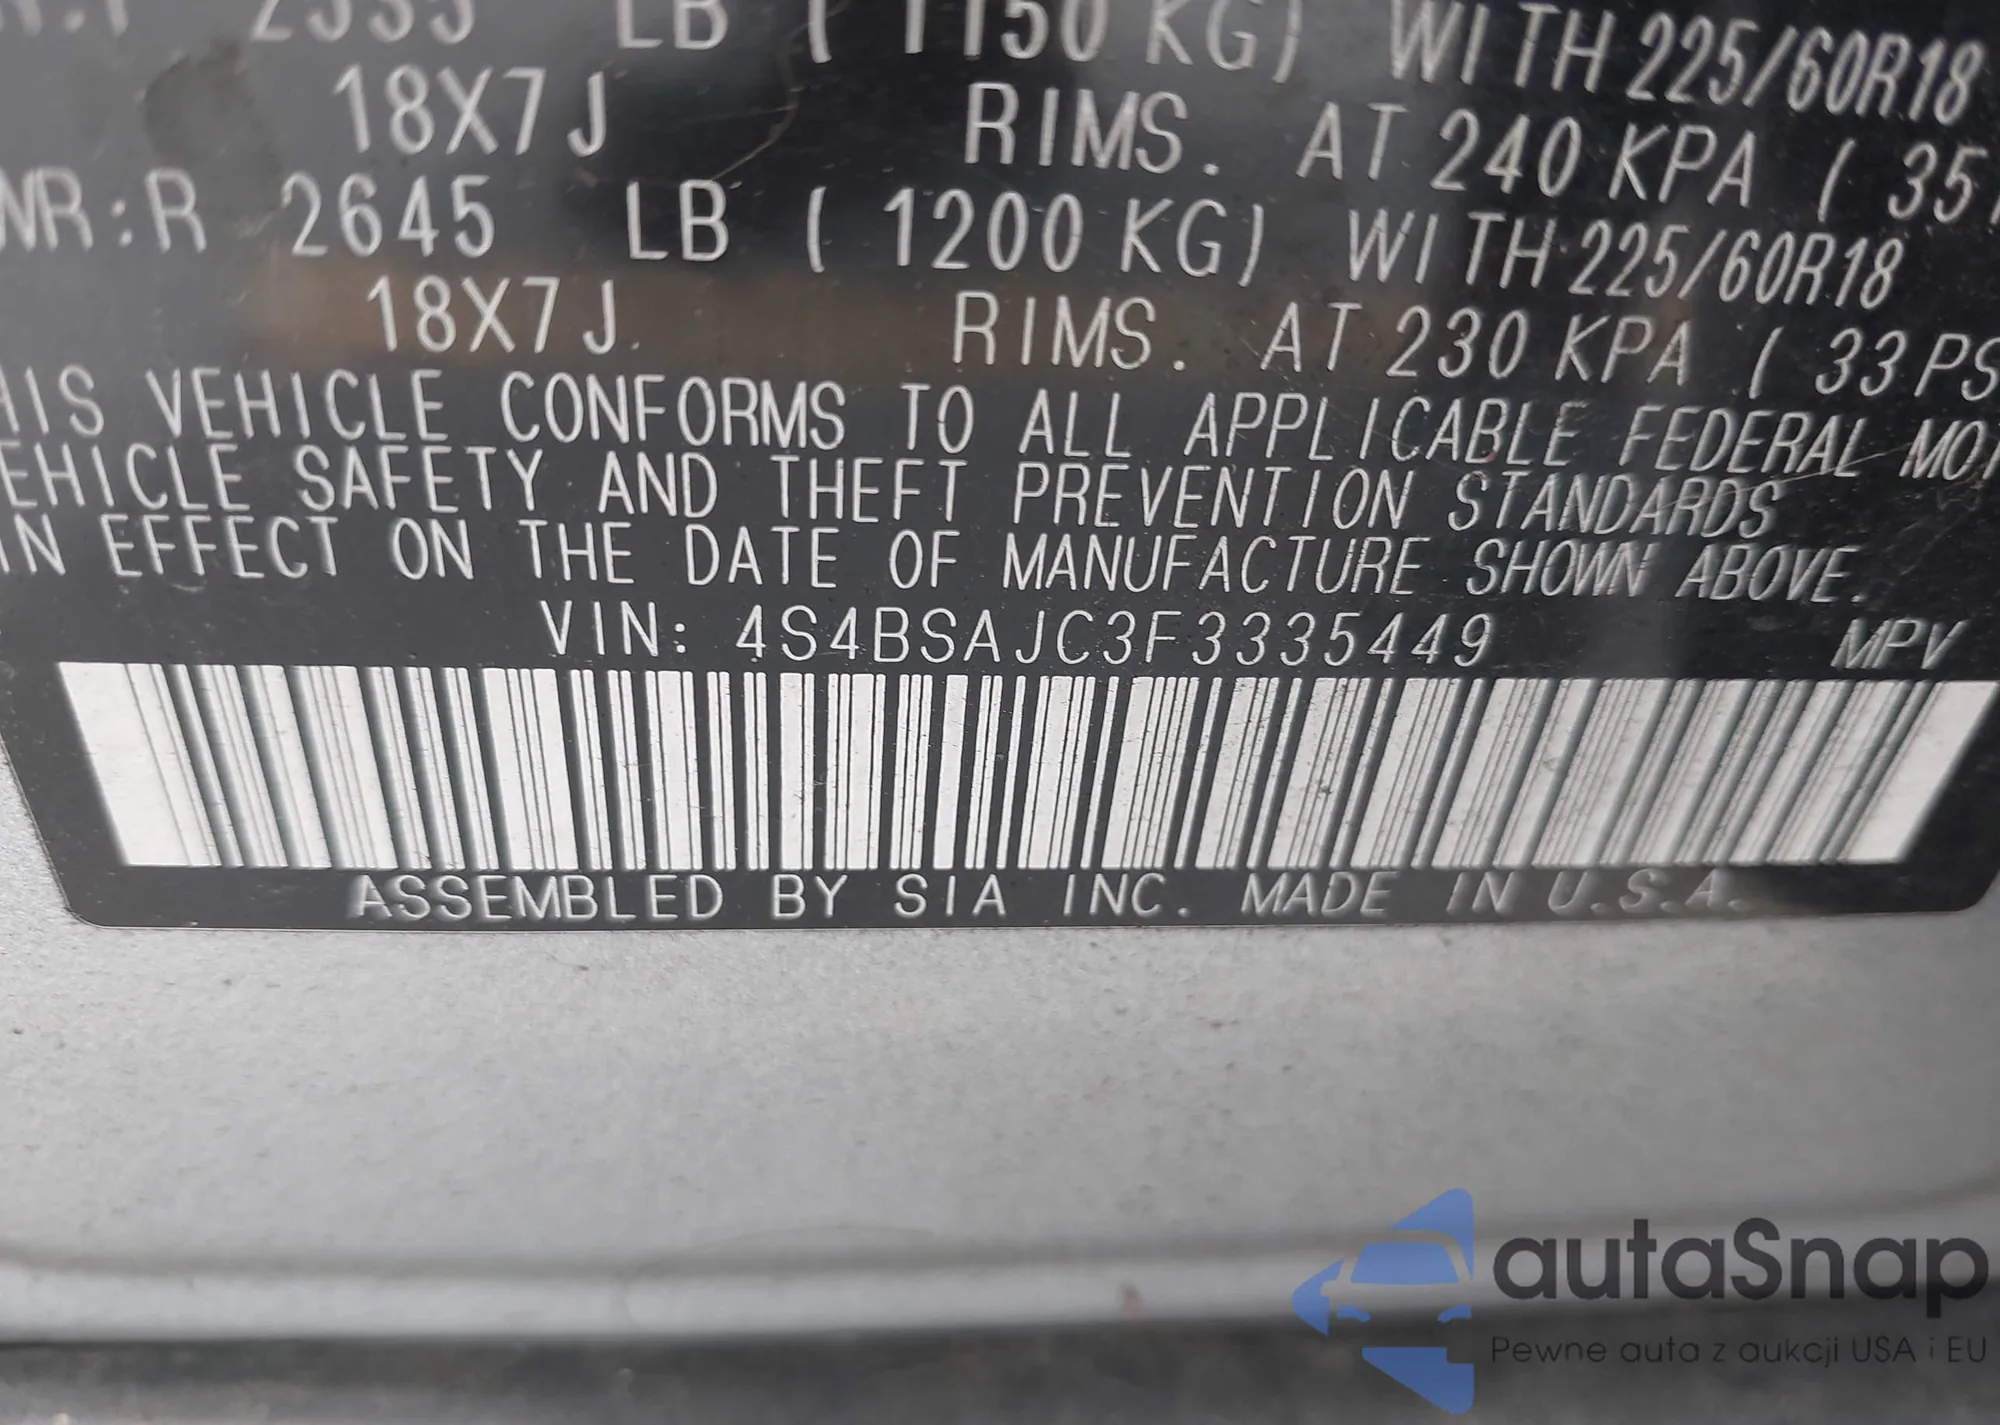 LB ( 1150 KG) WITH 225/60R18
18X7J RIMS. AT 240 KPA ( 35
WR:R 2645 LB ( 1200 KG) WITH 225/60R18
18X7J RIMS. AT 230 KPA ( 33 PS
HIS VEHICLE CONFORMS TO ALL APPLICABLE FEDERAL MO
EHICLE SAFETY AND THEFT PREVENTION STANDARDS
IN EFFECT ON THE DATE OF MANUFACTURE SHOWN ABOVE.
VIN: 4S4BSAJC3F3335449 MPV
ASSEMBLED BY SIA INC. MADE IN U.S.A.
autaSnap
Pewne auta z aukcji USA i EU